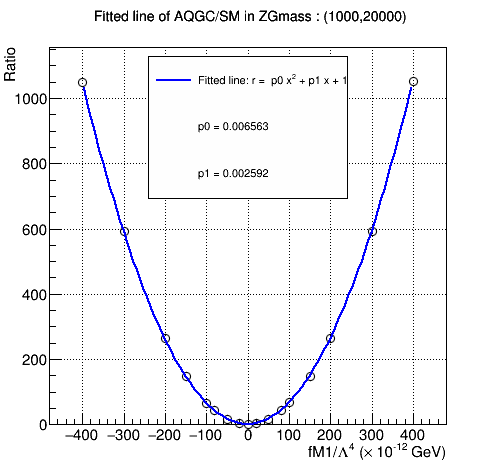 Fitted line of AQGC/SM in ZGmass : (1000,20000)
Ratio
Fitted line: r = p0 x² + p1 x + 1
p0 = 0.006563
p1 = 0.002592
1000
800
600
400
200
0
−400 −300 −200 −100 0 100 200 300 400
fM1/Λ⁴ (× 10⁻¹² GeV)